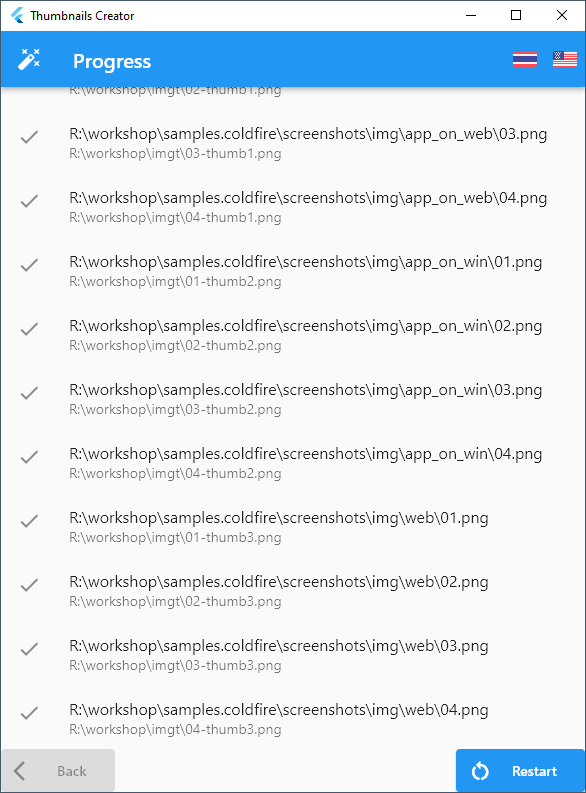 Thumbnails Creator
Progress
R:\workshop\imgt\02-thumb1.png
R:\workshop\samples.coldfire\screenshots\img\app_on_web\03.png
R:\workshop\imgt\03-thumb1.png
R:\workshop\samples.coldfire\screenshots\img\app_on_web\04.png
R:\workshop\imgt\04-thumb1.png
R:\workshop\samples.coldfire\screenshots\img\app_on_win\01.png
R:\workshop\imgt\01-thumb2.png
R:\workshop\samples.coldfire\screenshots\img\app_on_win\02.png
R:\workshop\imgt\02-thumb2.png
R:\workshop\samples.coldfire\screenshots\img\app_on_win\03.png
R:\workshop\imgt\03-thumb2.png
R:\workshop\samples.coldfire\screenshots\img\app_on_win\04.png
R:\workshop\imgt\04-thumb2.png
R:\workshop\samples.coldfire\screenshots\img\web\01.png
R:\workshop\imgt\01-thumb3.png
R:\workshop\samples.coldfire\screenshots\img\web\02.png
R:\workshop\imgt\02-thumb3.png
R:\workshop\samples.coldfire\screenshots\img\web\03.png
R:\workshop\imgt\03-thumb3.png
R:\workshop\samples.coldfire\screenshots\img\web\04.png
R:\workshop\imgt\04-thumb3.png
Back
Restart